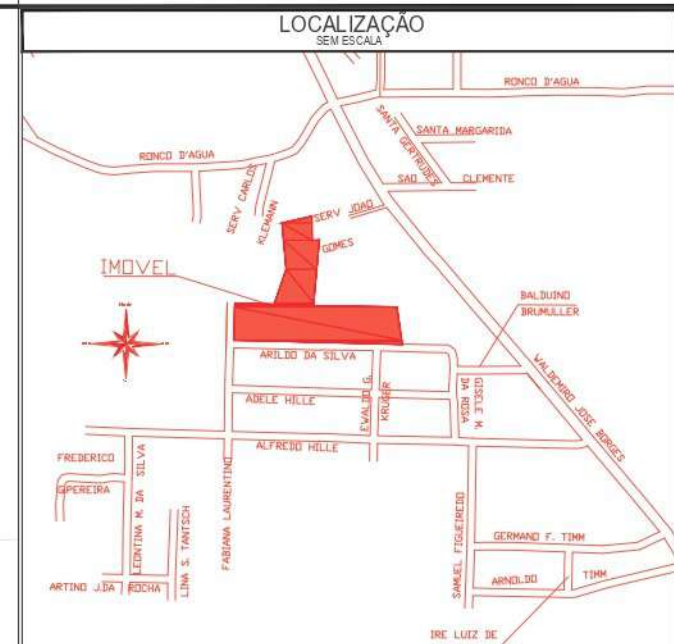 LOCALIZAÇÃO
SEM ESCALA
RONCO D'AGUA
SANTA MARGARIDA
SANTA GERTRUDES
RONCO D'AGUA
SAO CLEMENTE
SERV CARLOS
KLEMANN
SERV JOAO
GOMES
IMOVEL
BALDUINO
BRUMULLER
ARILDO DA SILVA
WALDEMIRO JOSE BORGES
EWALDO G.
KRUGER
GISELE M.
DA ROSA
ADELE HILLE
ALFREDO HILLE
FREDERICO
G.PEREIRA
LEONTINA M. DA SILVA
LINA S. TANTSCH
FABIANA LAURENTINO
SAMUEL FIGUEIREDO
GERMANO F. TIMM
ARNOLDO TIMM
ARTINO J.DA ROCHA
IRE LUIZ DE